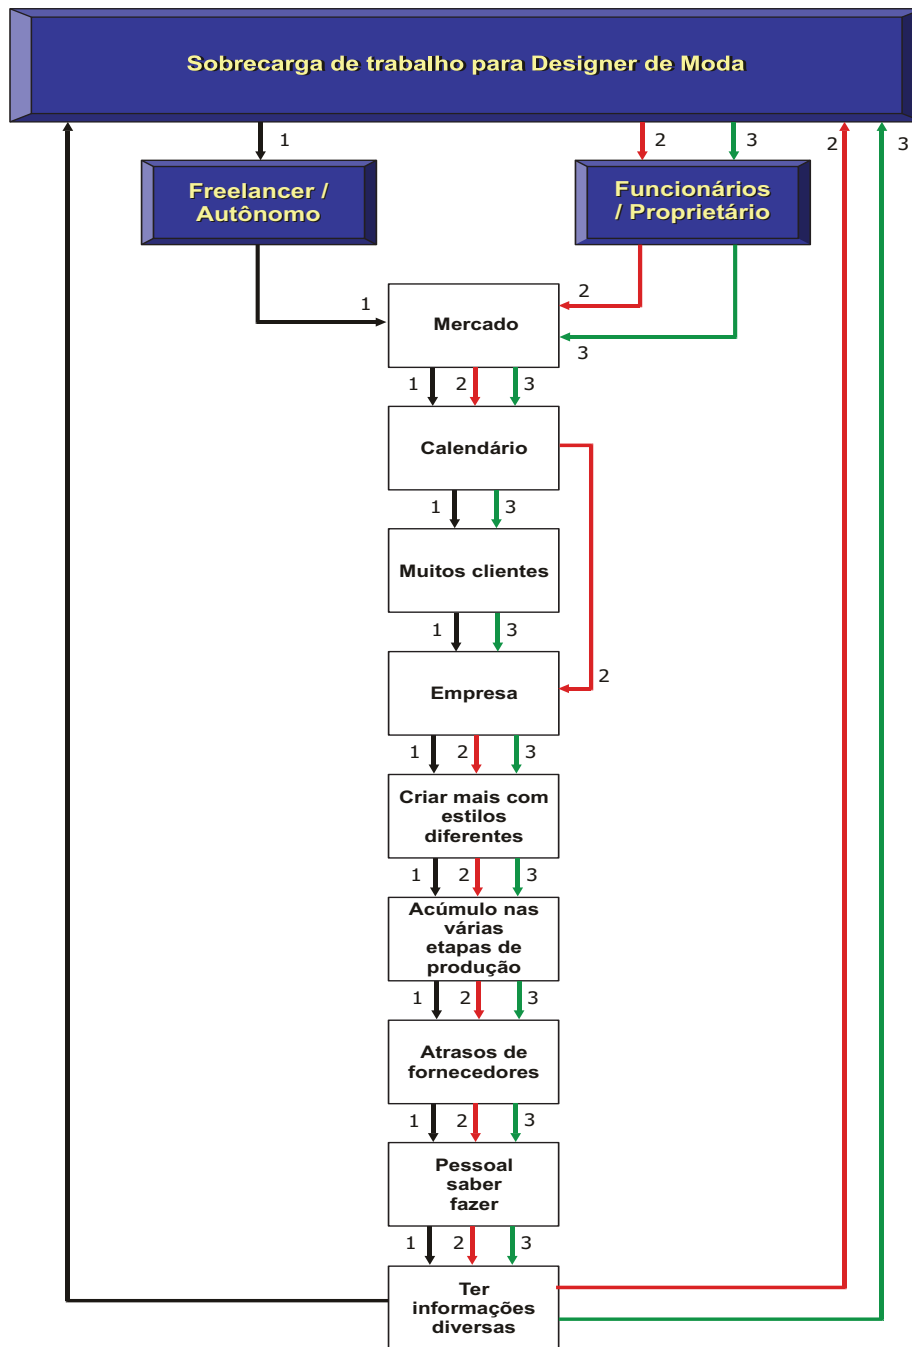 Sobrecarga de trabalho para Designer de Moda
1
2
3
2
3
Freelancer /
Autônomo
Funcionários
/ Proprietário
1
2
3
Mercado
1
2
3
Calendário
1
3
Muitos clientes
1
3
2
Empresa
1
2
3
Criar mais com
estilos
diferentes
1
2
3
Acúmulo nas
várias
etapas de
produção
1
2
3
Atrasos de
fornecedores
1
2
3
Pessoal
saber
fazer
1
2
3
Ter
informações
diversas